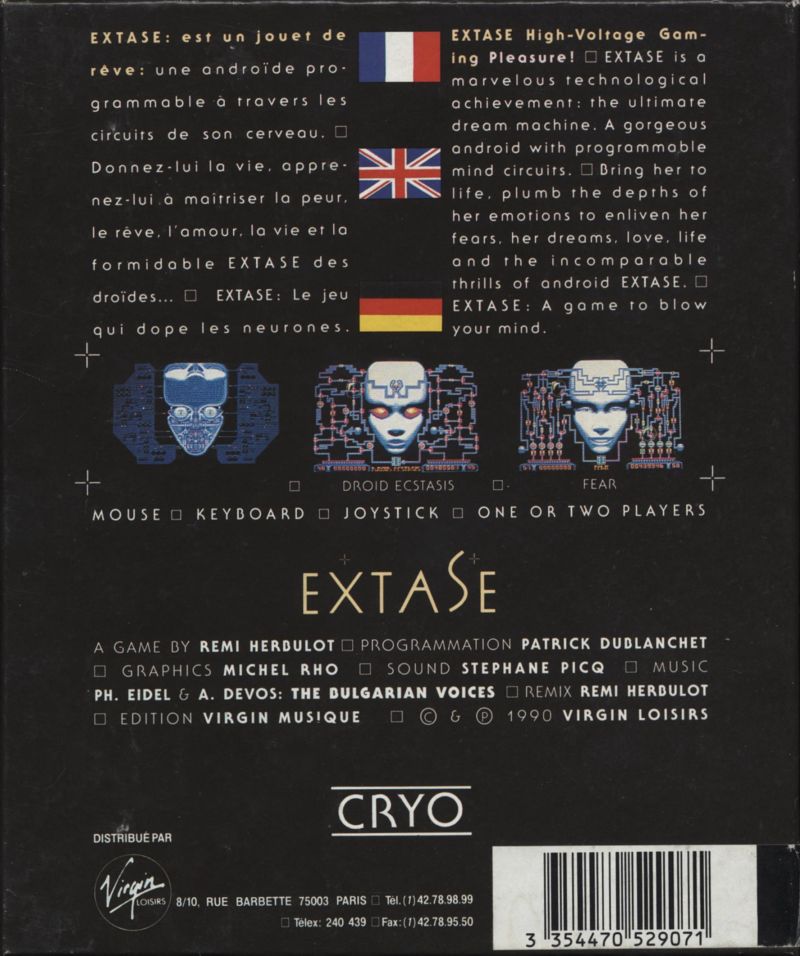 EXTASE: est un jouet de
rêve: une androïde pro-
grammable à travers les
circuits de son cerveau. □
Donnez-lui la vie, appre-
nez-lui à maîtriser la peur,
le rêve, l'amour, la vie et la
formidable EXTASE des
droïdes... □ EXTASE: Le jeu
qui dope les neurones.
EXTASE High-Voltage Gam-
ing Pleasure! □ EXTASE is a
marvelous technological
achievement: the ultimate
dream machine. A gorgeous
android with programmable
mind circuits. □ Bring her to
life, plumb the depths of
her emotions to enliven her
fears, her dreams, love, life
and the incomparable
thrills of android EXTASE. □
EXTASE: A game to blow
your mind.
□ DROID ECSTASIS □ FEAR
MOUSE □ KEYBOARD □ JOYSTICK □ ONE OR TWO PLAYERS
EXTASE
A GAME BY REMI HERBULOT □ PROGRAMMATION PATRICK DUBLANCHET
□ GRAPHICS MICHEL RHO □ SOUND STEPHANE PICQ □ MUSIC
PH. EIDEL & A. DEVOS: THE BULGARIAN VOICES □ REMIX REMI HERBULOT
□ EDITION VIRGIN MUSIQUE □ © & ℗ 1990 VIRGIN LOISIRS
CRYO
DISTRIBUÉ PAR
Virgin
LOISIRS
8/10, RUE BARBETTE 75003 PARIS □ Tél. (1) 42.78.98.99
□ Télex: 240 439 □ Fax: (1) 42.78.95.50
3 354470 529071